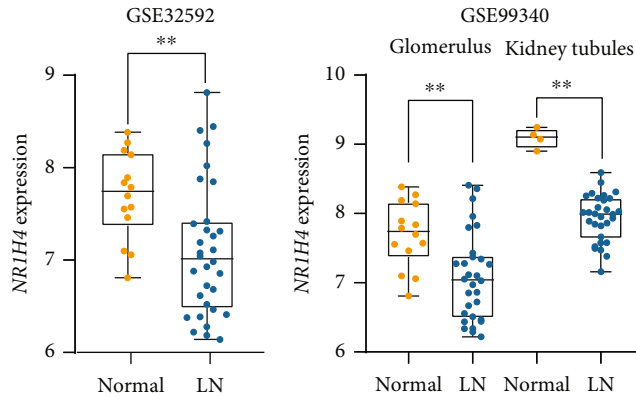 GSE32592
**
9
8
7
6
NR1H4 expression
Normal LN
GSE99340
Glomerulus Kidney tubules
** **
10
9
8
7
6
NR1H4 expression
Normal LN Normal LN